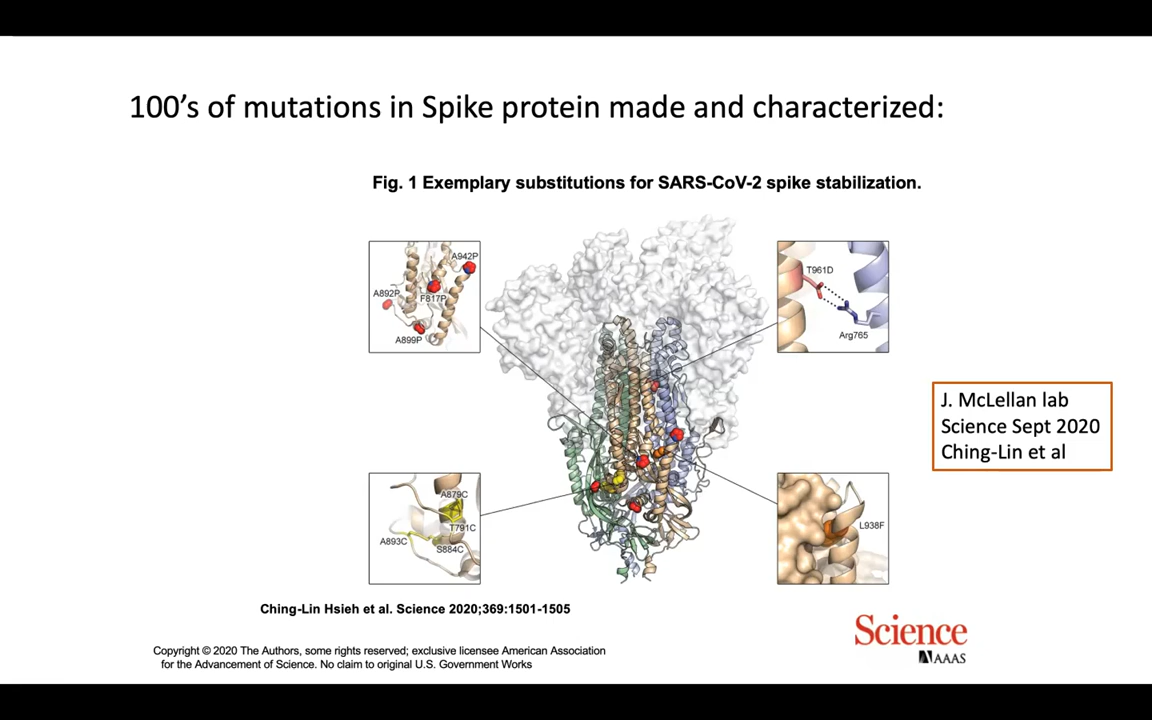 100's of mutations in Spike protein made and characterized:
Fig. 1 Exemplary substitutions for SARS-CoV-2 spike stabilization.
A942P
A892P
F817P
A899P
T961D
Arg765
J. McLellan lab
Science Sept 2020
Ching-Lin et al
A879C
T791C
A893C
S884C
L938F
Ching-Lin Hsieh et al. Science 2020;369:1501-1505
Science
AAAS
Copyright © 2020 The Authors, some rights reserved; exclusive licensee American Association
for the Advancement of Science. No claim to original U.S. Government Works